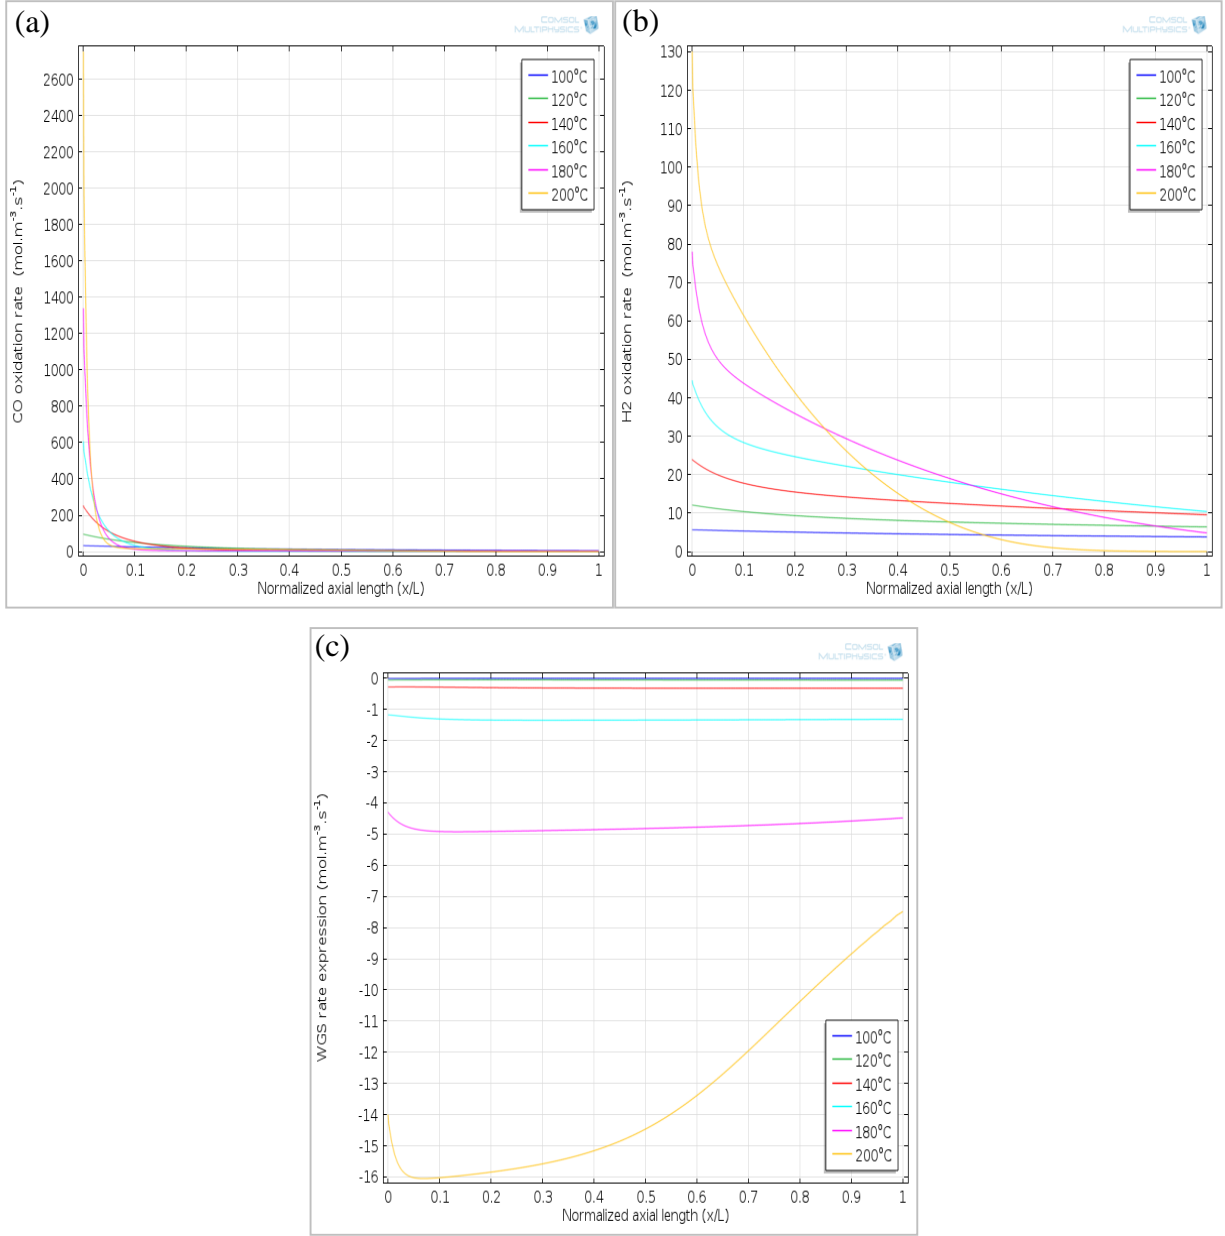 (a)
COMSOL
MULTIPHYSICS
2600
2400
2200
2000
1800
1600
1400
1200
1000
800
600
400
200
0
CO oxidation rate (mol.m⁻³.s⁻¹)
100°C
120°C
140°C
160°C
180°C
200°C
0 0.1 0.2 0.3 0.4 0.5 0.6 0.7 0.8 0.9 1
Normalized axial length (x/L)
(b)
COMSOL
MULTIPHYSICS
130
120
110
100
90
80
70
60
50
40
30
20
10
0
H2 oxidation rate (mol.m⁻³.s⁻¹)
100°C
120°C
140°C
160°C
180°C
200°C
0 0.1 0.2 0.3 0.4 0.5 0.6 0.7 0.8 0.9 1
Normalized axial length (x/L)
(c)
COMSOL
MULTIPHYSICS
0
-1
-2
-3
-4
-5
-6
-7
-8
-9
-10
-11
-12
-13
-14
-15
-16
WGS rate expression (mol.m⁻³.s⁻¹)
100°C
120°C
140°C
160°C
180°C
200°C
0 0.1 0.2 0.3 0.4 0.5 0.6 0.7 0.8 0.9 1
Normalized axial length (x/L)